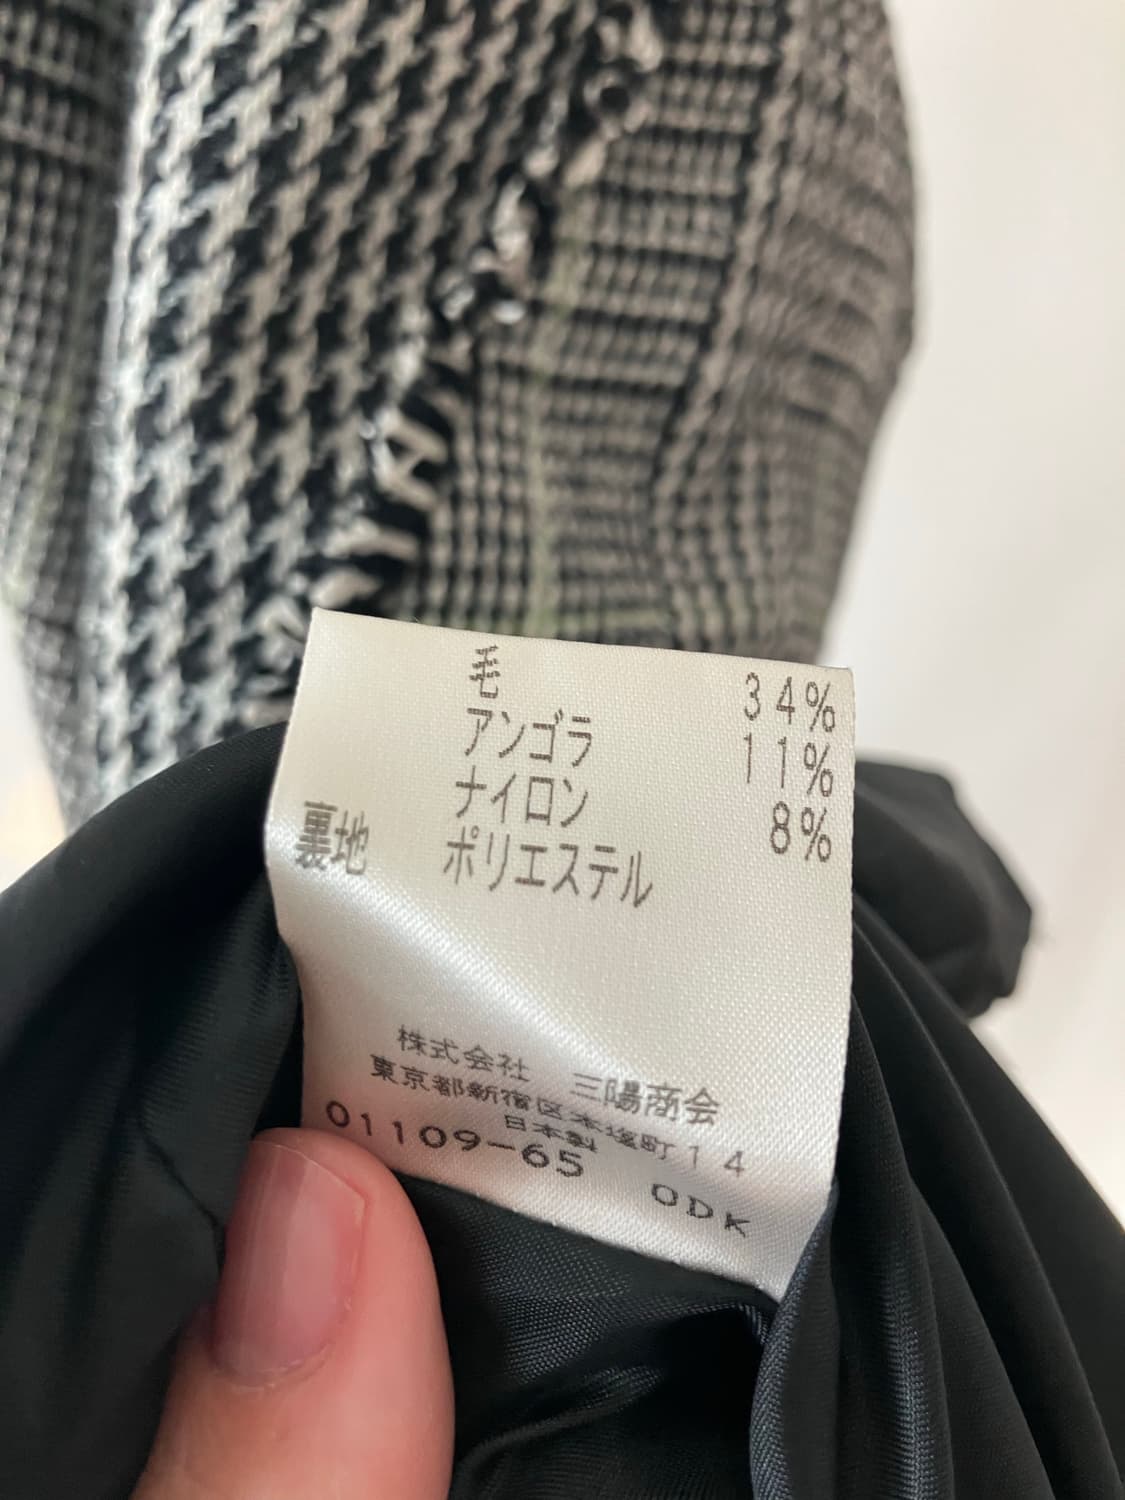 毛 34%
アンゴラ 11%
ナイロン 8%
裏地 ポリエステル
株式会社 三陽商会
東京都新宿区本塩町14
日本製
01109-65 ODK